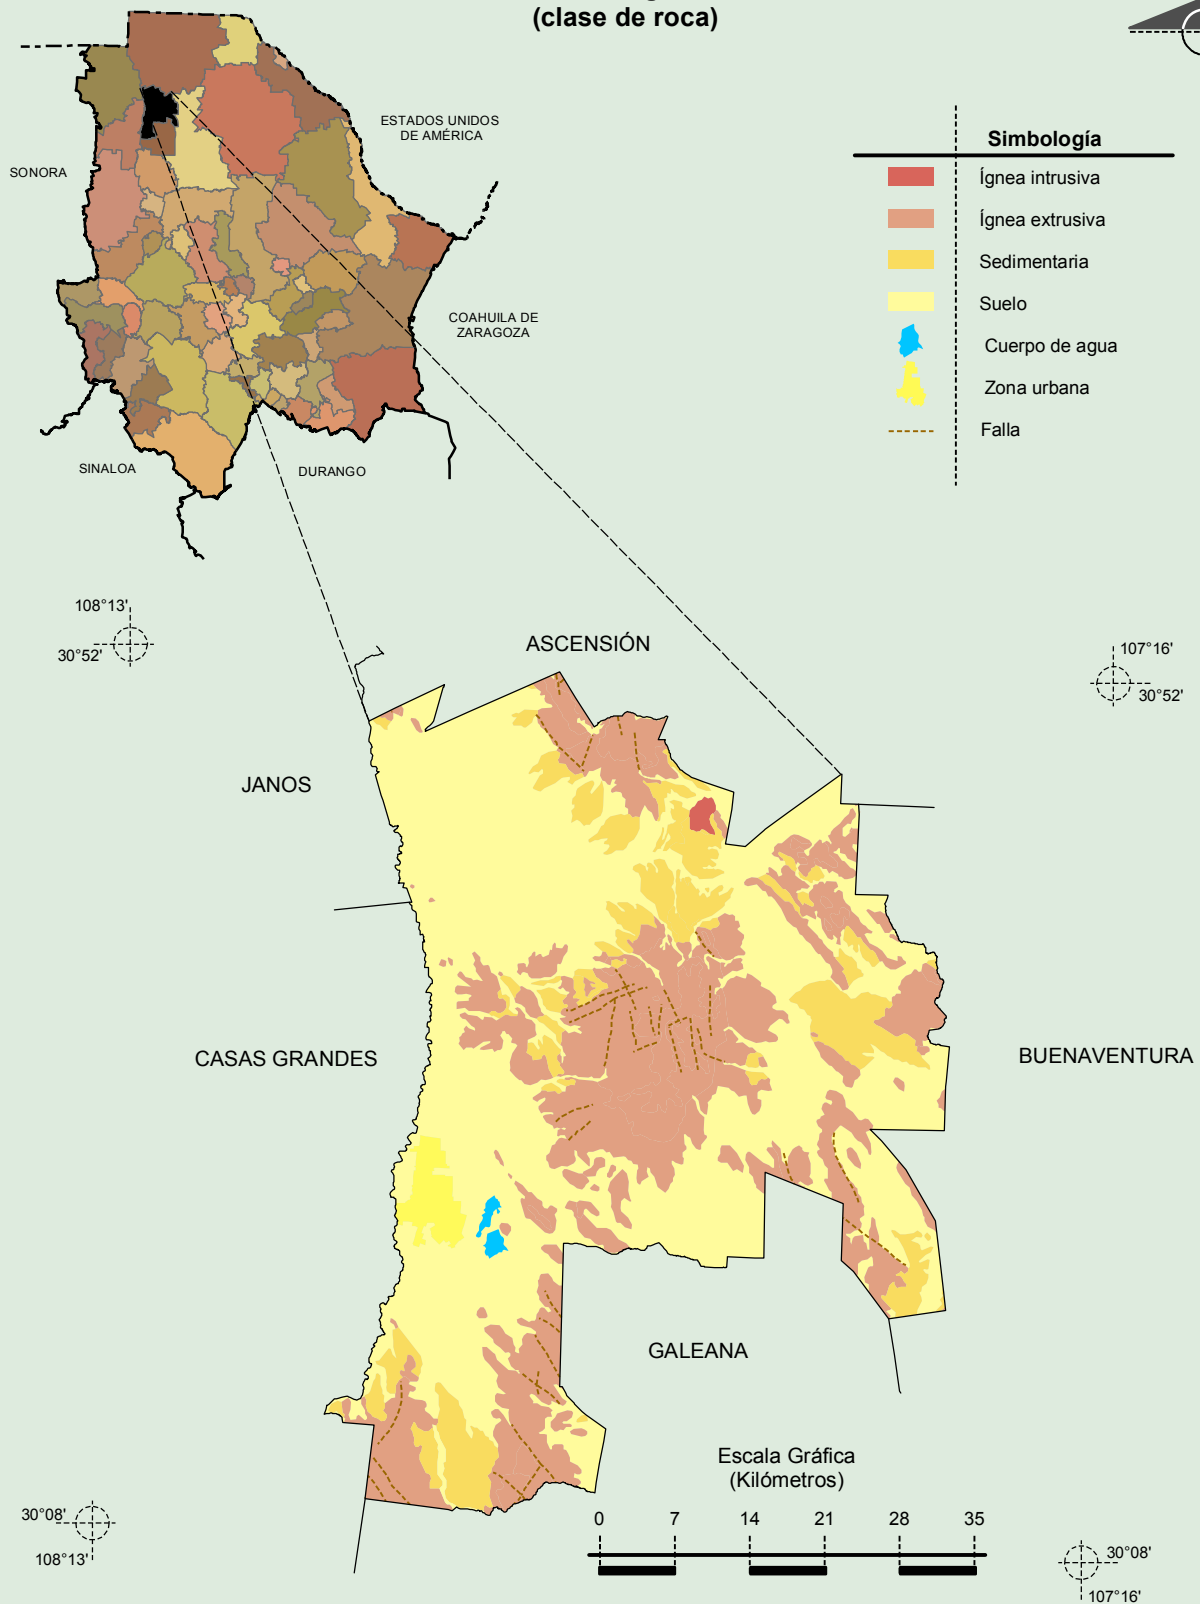 (clase de roca)
ESTADOS UNIDOS
DE AMÉRICA
SONORA
COAHUILA DE
ZARAGOZA
SINALOA
DURANGO
Simbología
Ígnea intrusiva
Ígnea extrusiva
Sedimentaria
Suelo
Cuerpo de agua
Zona urbana
Falla
108°13'
30°52'
107°16'
30°52'
ASCENSIÓN
JANOS
CASAS GRANDES
BUENAVENTURA
GALEANA
Escala Gráfica
(Kilómetros)
0 7 14 21 28 35
30°08'
108°13'
30°08'
107°16'